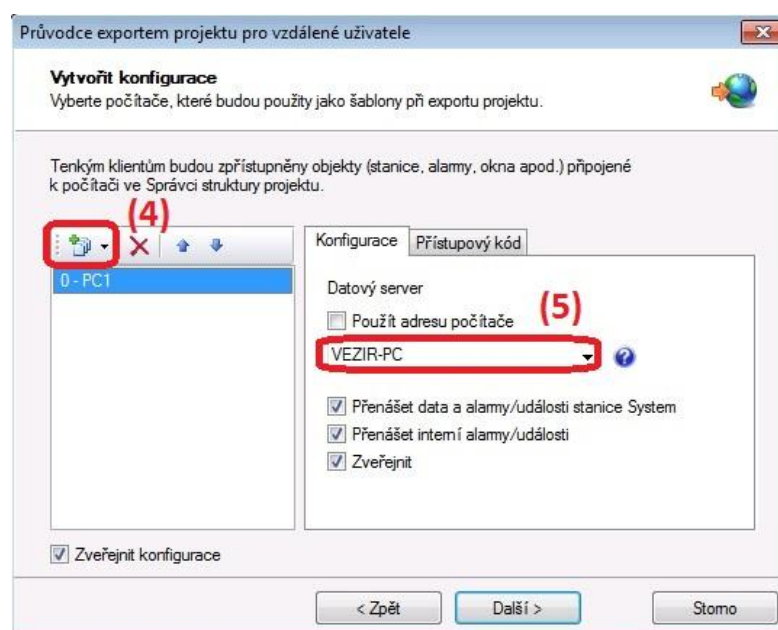 Průvodce exportem projektu pro vzdálené uživatele
Vytvořit konfigurace
Vyberte počítače, které budou použity jako šablony při exportu projektu.
Tenkým klientům budou zpřístupněny objekty (stanice, alarmy, okna apod.) připojené
k počítači ve Správci struktury projektu.
(4)
0 - PC1
Konfigurace
Přístupový kód
Datový server
Použít adresu počítače
(5)
VEZIR-PC
Přenášet data a alarmy/události stanice System
Přenášet interní alarmy/události
Zveřejnit
Zveřejnit konfigurace
< Zpět
Další >
Storno